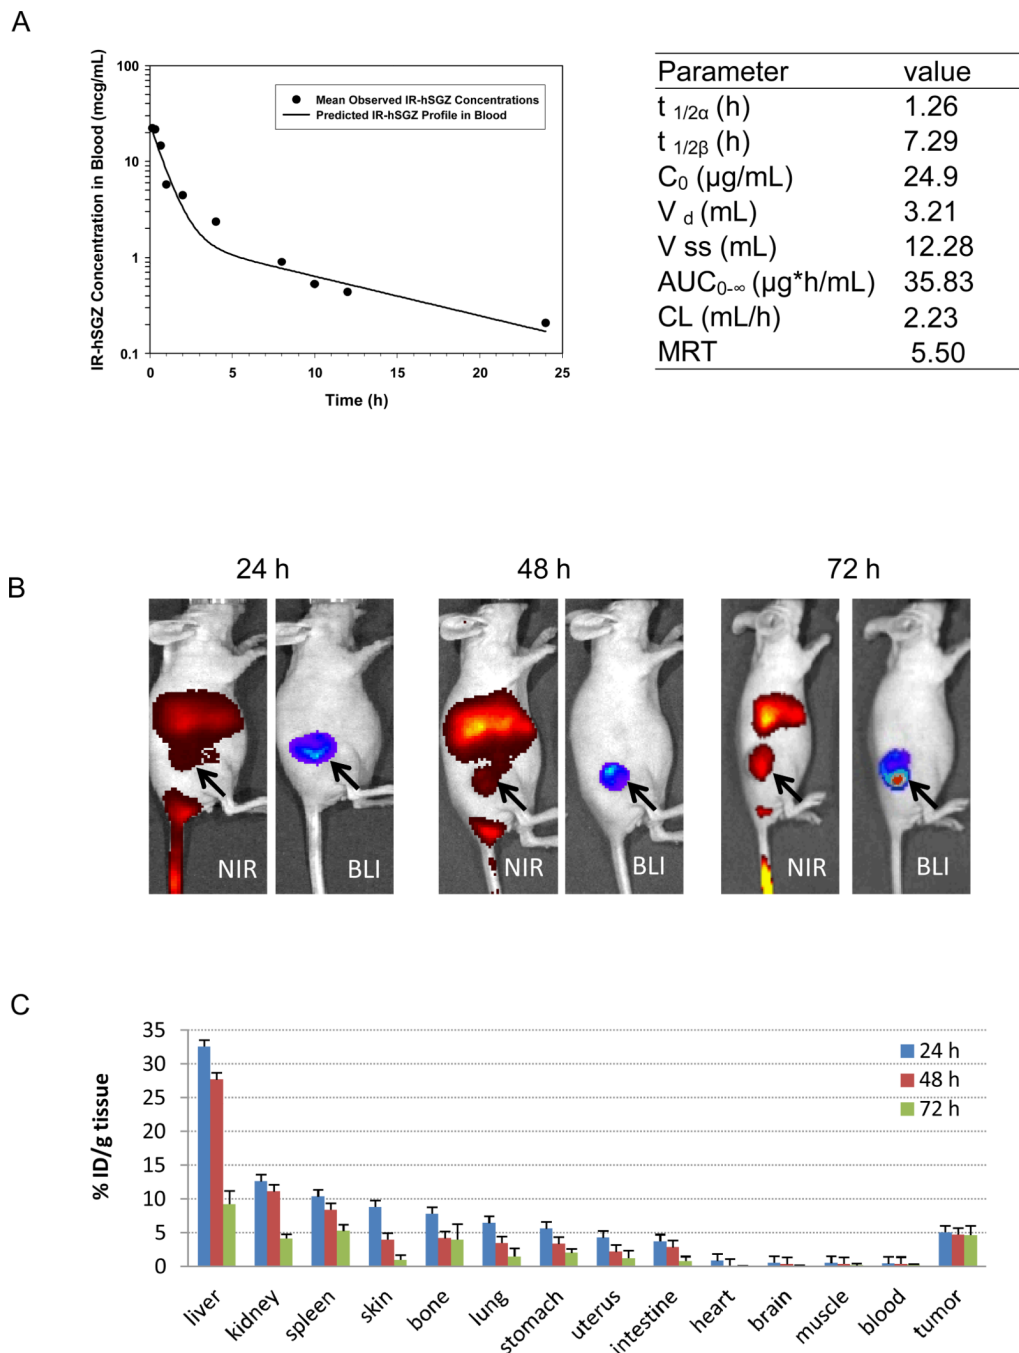 A
IR-hSGZ Concentration in Blood (mcg/mL)
100
10
1
0.1
Mean Observed IR-hSGZ Concentrations
Predicted IR-hSGZ Profile in Blood
0 5 10 15 20 25
Time (h)
Parameter value
t 1/2α (h) 1.26
t 1/2β (h) 7.29
C0 (µg/mL) 24.9
V d (mL) 3.21
V ss (mL) 12.28
AUC0-∞ (µg*h/mL) 35.83
CL (mL/h) 2.23
MRT 5.50
B
24 h 48 h 72 h
NIR BLI NIR BLI NIR BLI
C
% ID/g tissue
35
30
25
20
15
10
5
0
24 h
48 h
72 h
liver kidney spleen skin bone lung stomach uterus intestine heart brain muscle blood tumor